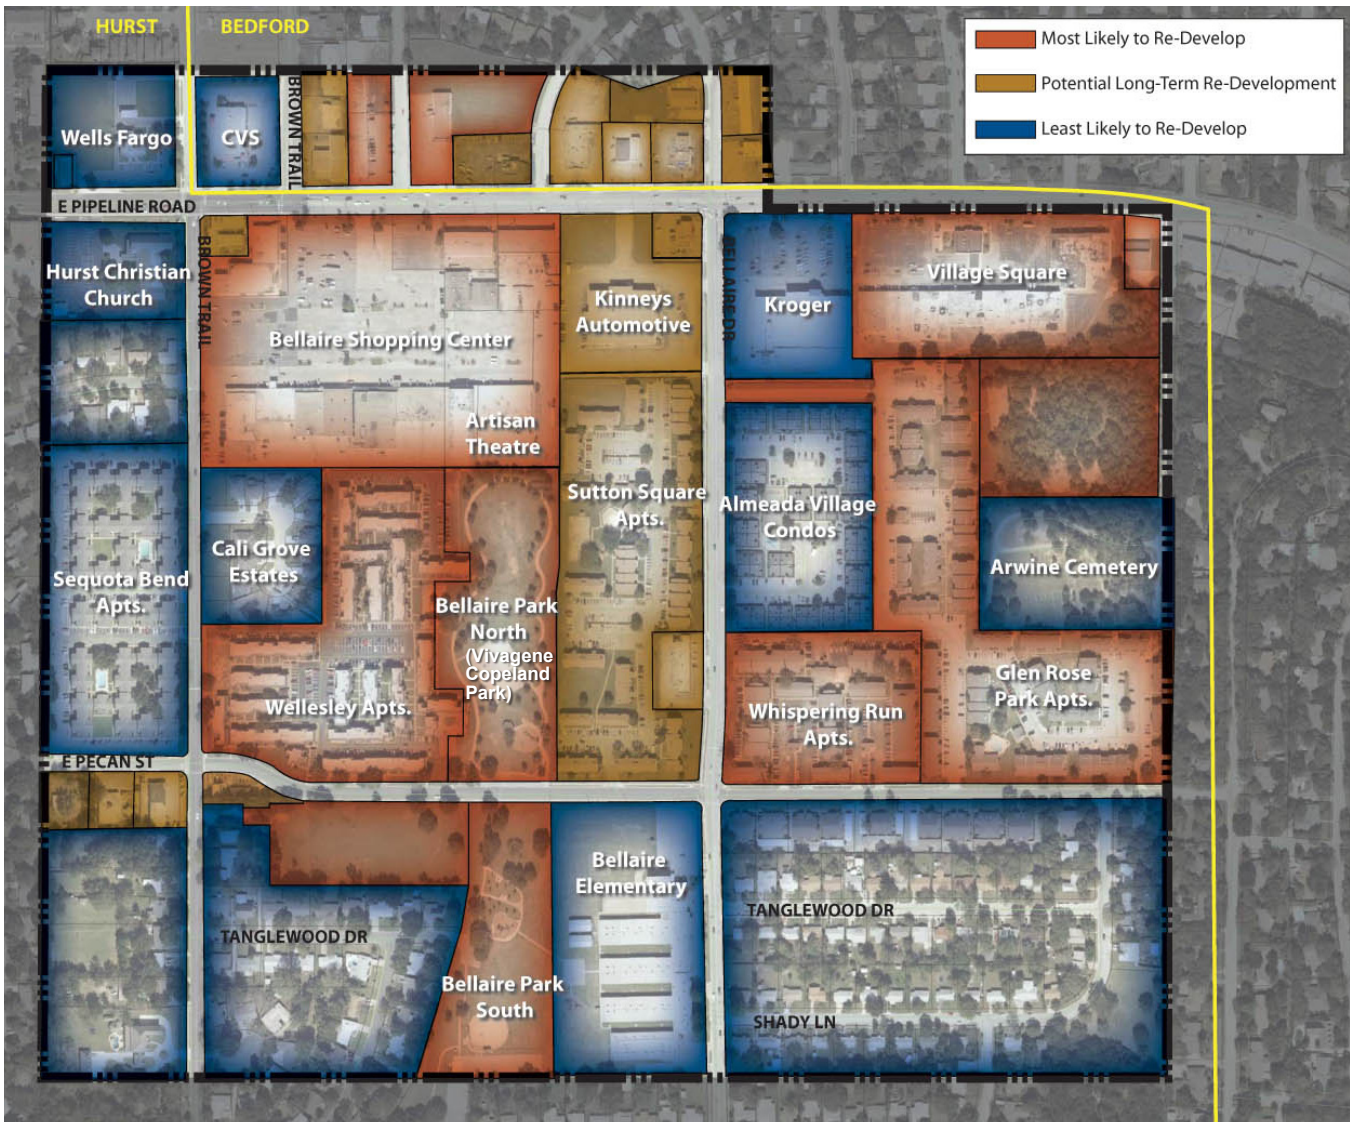 HURST
BEDFORD
Most Likely to Re-Develop
Potential Long-Term Re-Development
Least Likely to Re-Develop
Wells Fargo
CVS
BROWN TRAIL
E PIPELINE ROAD
BROWN TRAIL
Hurst Christian
Church
Bellaire Shopping Center
Artisan
Theatre
Kinneys
Automotive
BELLAIRE DR
Kroger
Village Square
Sequota Bend
Apts.
Cali Grove
Estates
Wellesley Apts.
Bellaire Park
North
(Vivagene
Copeland
Park)
Sutton Square
Apts.
Almeada Village
Condos
Arwine Cemetery
Whispering Run
Apts.
Glen Rose
Park Apts.
E PECAN ST
TANGLEWOOD DR
Bellaire Park
South
Bellaire
Elementary
TANGLEWOOD DR
SHADY LN